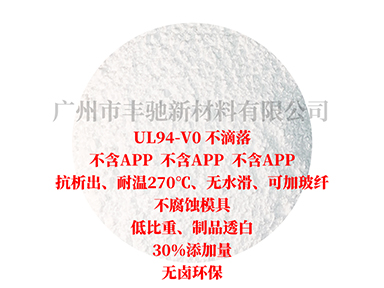 广州市丰驰新材料有限公司
UL94-V0 不滴落
不含APP 不含APP 不含APP
抗析出、耐温270℃、无水滑、可加玻纤
不腐蚀模具
低比重、制品透白
30%添加量
无卤环保